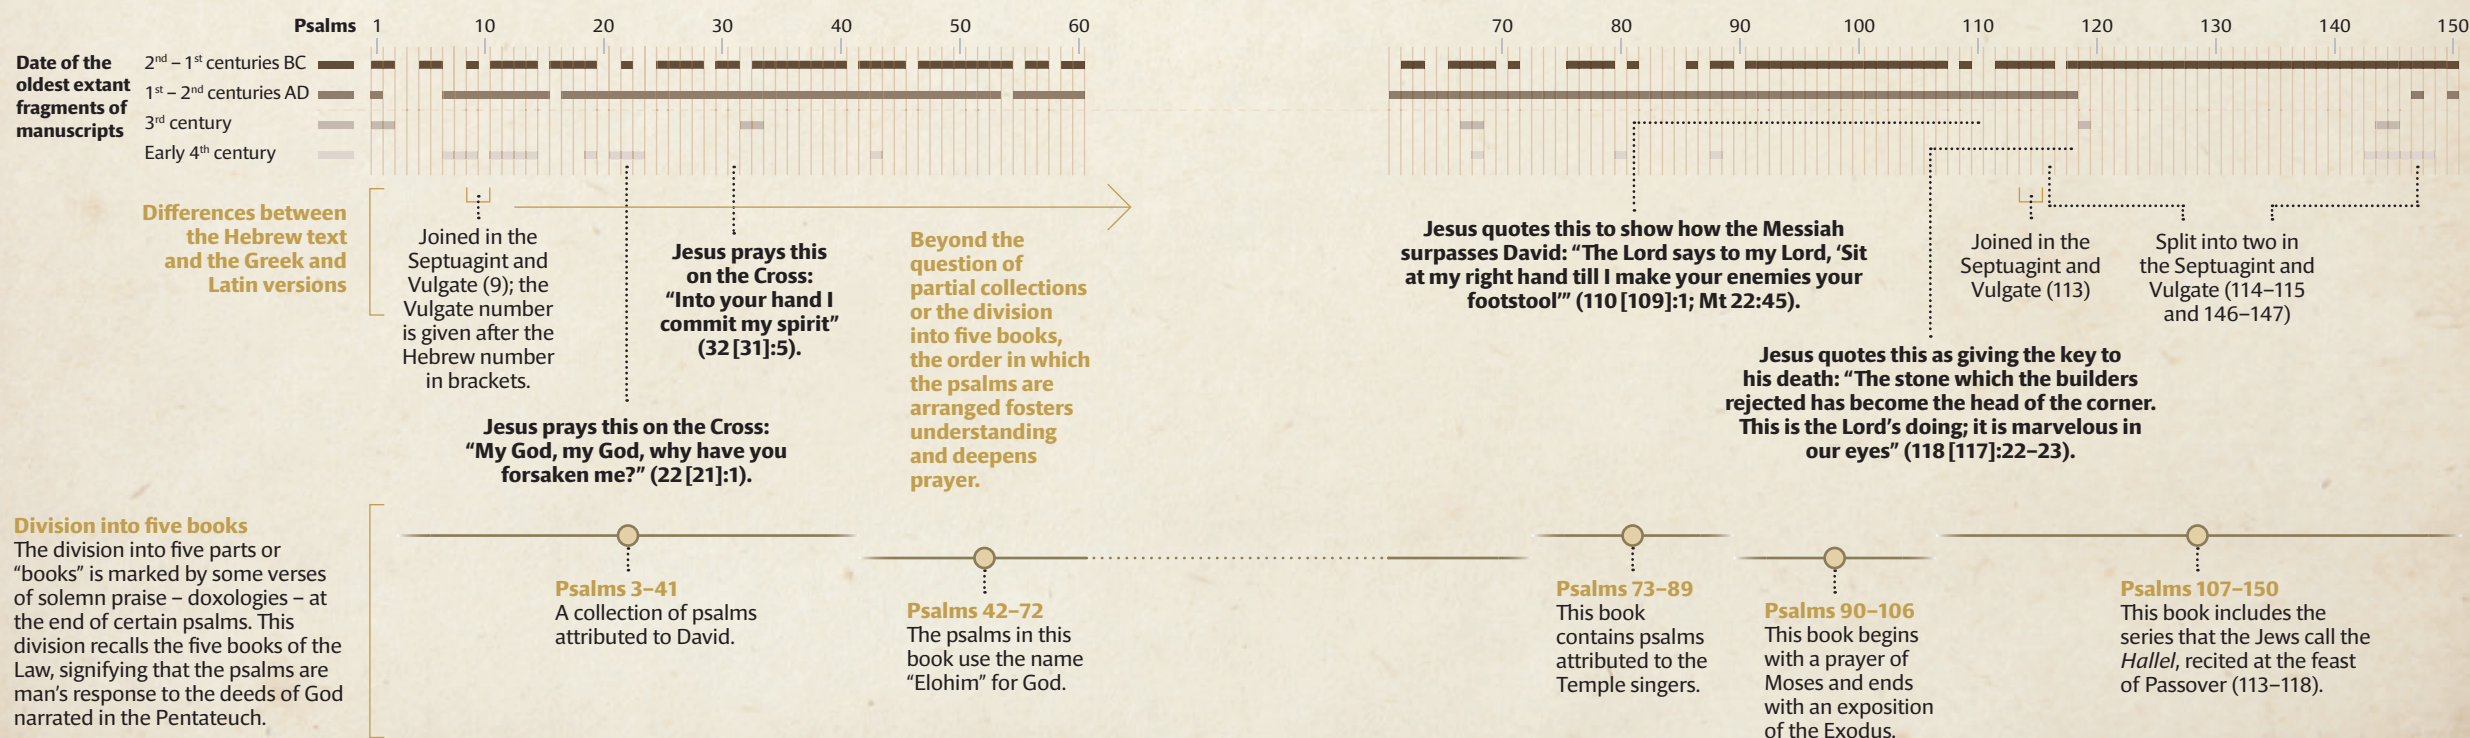 Psalms 1 10 20 30 40 50 60 70 80 90 100 110 120 130 140 150
Date of the
oldest extant
fragments of
manuscripts
2nd – 1st centuries BC
1st – 2nd centuries AD
3rd century
Early 4th century
Differences between
the Hebrew text
and the Greek and
Latin versions
Joined in the
Septuagint and
Vulgate (9); the
Vulgate number
is given after the
Hebrew number
in brackets.
Jesus prays this on the Cross:
“My God, my God, why have you
forsaken me?” (22 [21]:1).
Jesus prays this
on the Cross:
“Into your hand I
commit my spirit”
(32 [31]:5).
Beyond the
question of
partial collections
or the division
into five books,
the order in which
the psalms are
arranged fosters
understanding
and deepens
prayer.
Jesus quotes this to show how the Messiah
surpasses David: “The Lord says to my Lord, ‘Sit
at my right hand till I make your enemies your
footstool’” (110 [109]:1; Mt 22:45).
Jesus quotes this as giving the key to
his death: “The stone which the builders
rejected has become the head of the corner.
This is the Lord’s doing; it is marvelous in
our eyes” (118 [117]:22–23).
Joined in the
Septuagint and
Vulgate (113)
Split into two in
the Septuagint and
Vulgate (114–115
and 146–147)
Division into five books
The division into five parts or
“books” is marked by some verses
of solemn praise – doxologies – at
the end of certain psalms. This
division recalls the five books of the
Law, signifying that the psalms are
man’s response to the deeds of God
narrated in the Pentateuch.
Psalms 3–41
A collection of psalms
attributed to David.
Psalms 42–72
The psalms in this
book use the name
“Elohim” for God.
Psalms 73–89
This book
contains psalms
attributed to the
Temple singers.
Psalms 90–106
This book begins
with a prayer of
Moses and ends
with an exposition
of the Exodus.
Psalms 107–150
This book includes the
series that the Jews call the
Hallel, recited at the feast
of Passover (113–118).